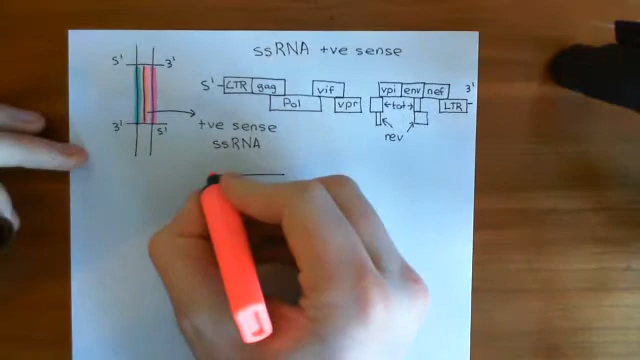 ssRNA +ve sense
5' 3'
5' LTR gag vif vpi env nef 3'
Pol vpr tat LTR
rev
3' 5'
+ve sense
ssRNA